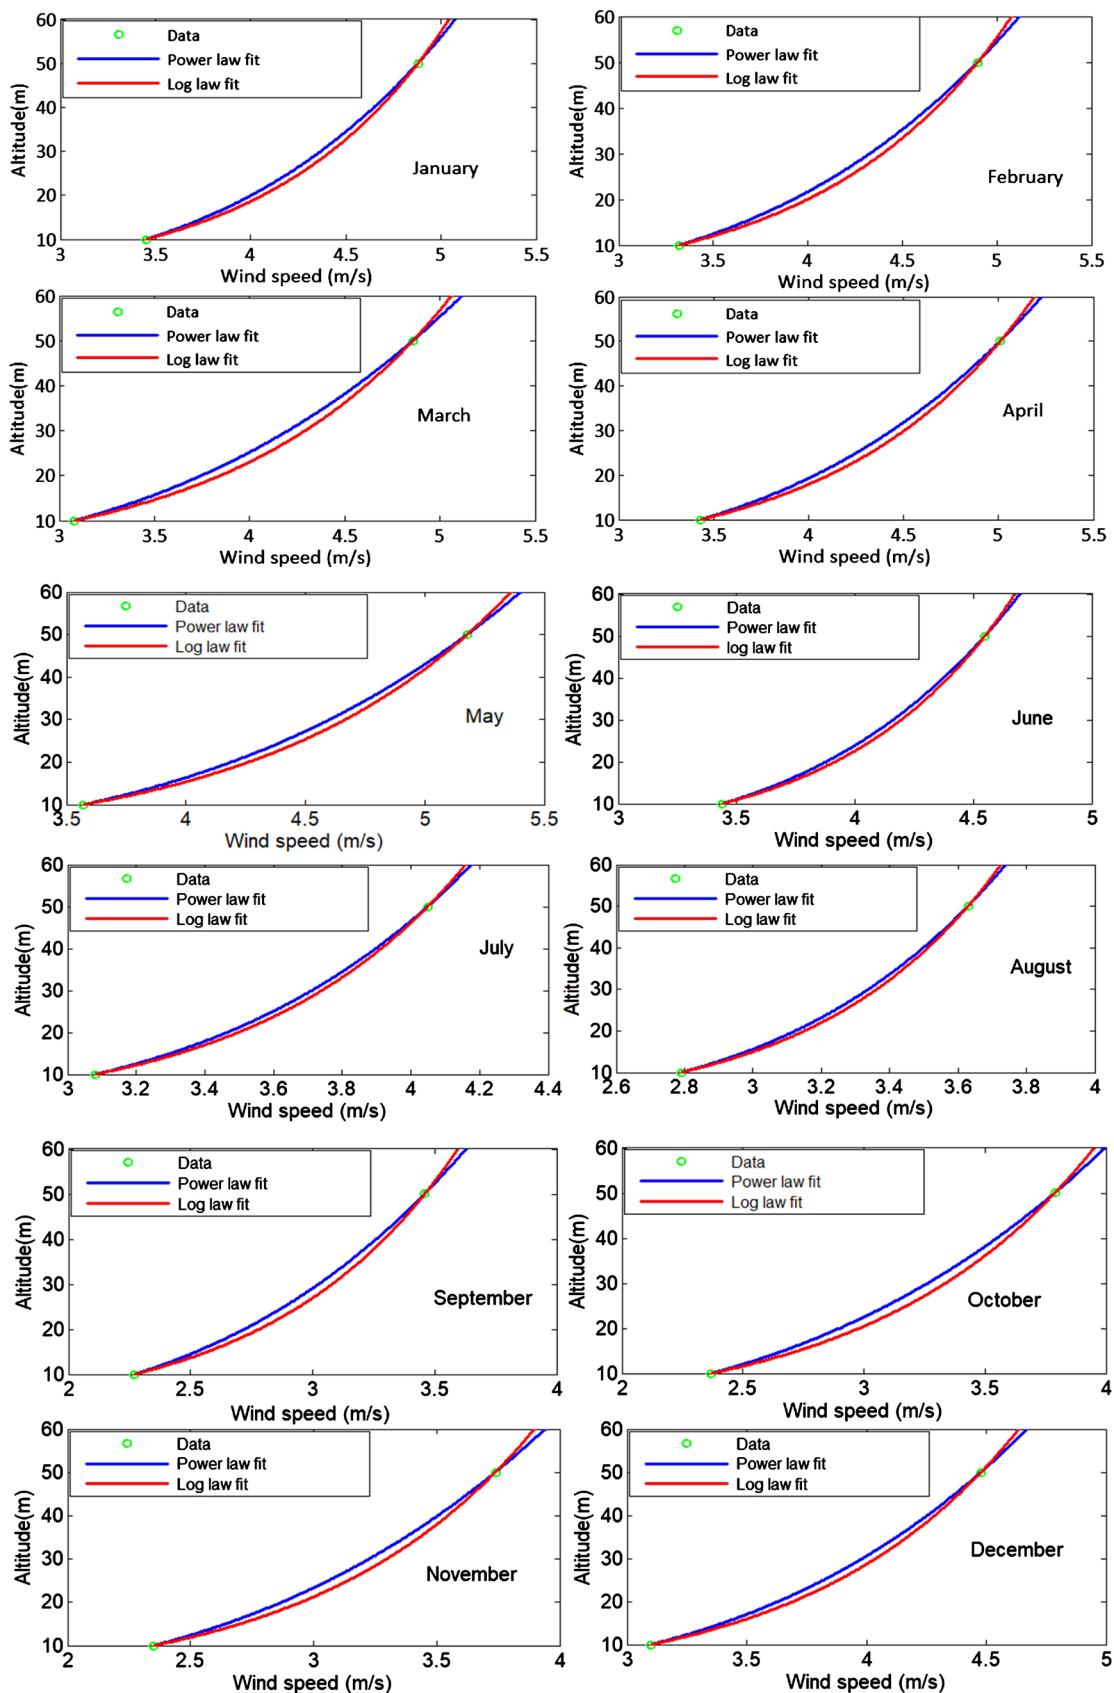 60
50
40
30
20
10
Altitude(m)
Data
Power law fit
Log law fit
January
3
3.5
4
4.5
5
5.5
Wind speed (m/s)
60
50
40
30
20
10
Altitude(m)
Data
Power law fit
Log law fit
February
3
3.5
4
4.5
5
5.5
Wind speed (m/s)
60
50
40
30
20
10
Altitude(m)
Data
Power law fit
Log law fit
March
3
3.5
4
4.5
5
5.5
Wind speed (m/s)
60
50
40
30
20
10
Altitude(m)
Data
Power law fit
Log law fit
April
3
3.5
4
4.5
5
5.5
Wind speed (m/s)
60
50
40
30
20
10
Altitude(m)
Data
Power law fit
Log law fit
May
3.5
4
4.5
5
5.5
Wind speed (m/s)
60
50
40
30
20
10
Altitude(m)
Data
Power law fit
log law fit
June
3
3.5
4
4.5
5
Wind speed (m/s)
60
50
40
30
20
10
Altitude(m)
Data
Power law fit
Log law fit
July
3
3.2
3.4
3.6
3.8
4
4.2
4.4
Wind speed (m/s)
60
50
40
30
20
10
Altitude(m)
Data
Power law fit
Log law fit
August
2.6
2.8
3
3.2
3.4
3.6
3.8
4
Wind speed (m/s)
60
50
40
30
20
10
Altitude(m)
Data
Power law fit
Log law fit
September
2
2.5
3
3.5
4
Wind speed (m/s)
60
50
40
30
20
10
Altitude(m)
Data
Power law fit
Log law fit
October
2
2.5
3
3.5
4
Wind speed (m/s)
60
50
40
30
20
10
Altitude(m)
Data
Power law fit
Log law fit
November
2
2.5
3
3.5
4
Wind speed (m/s)
60
50
40
30
20
10
Altitude(m)
Data
Power law fit
Log law fit
December
3
3.5
4
4.5
5
Wind speed (m/s)